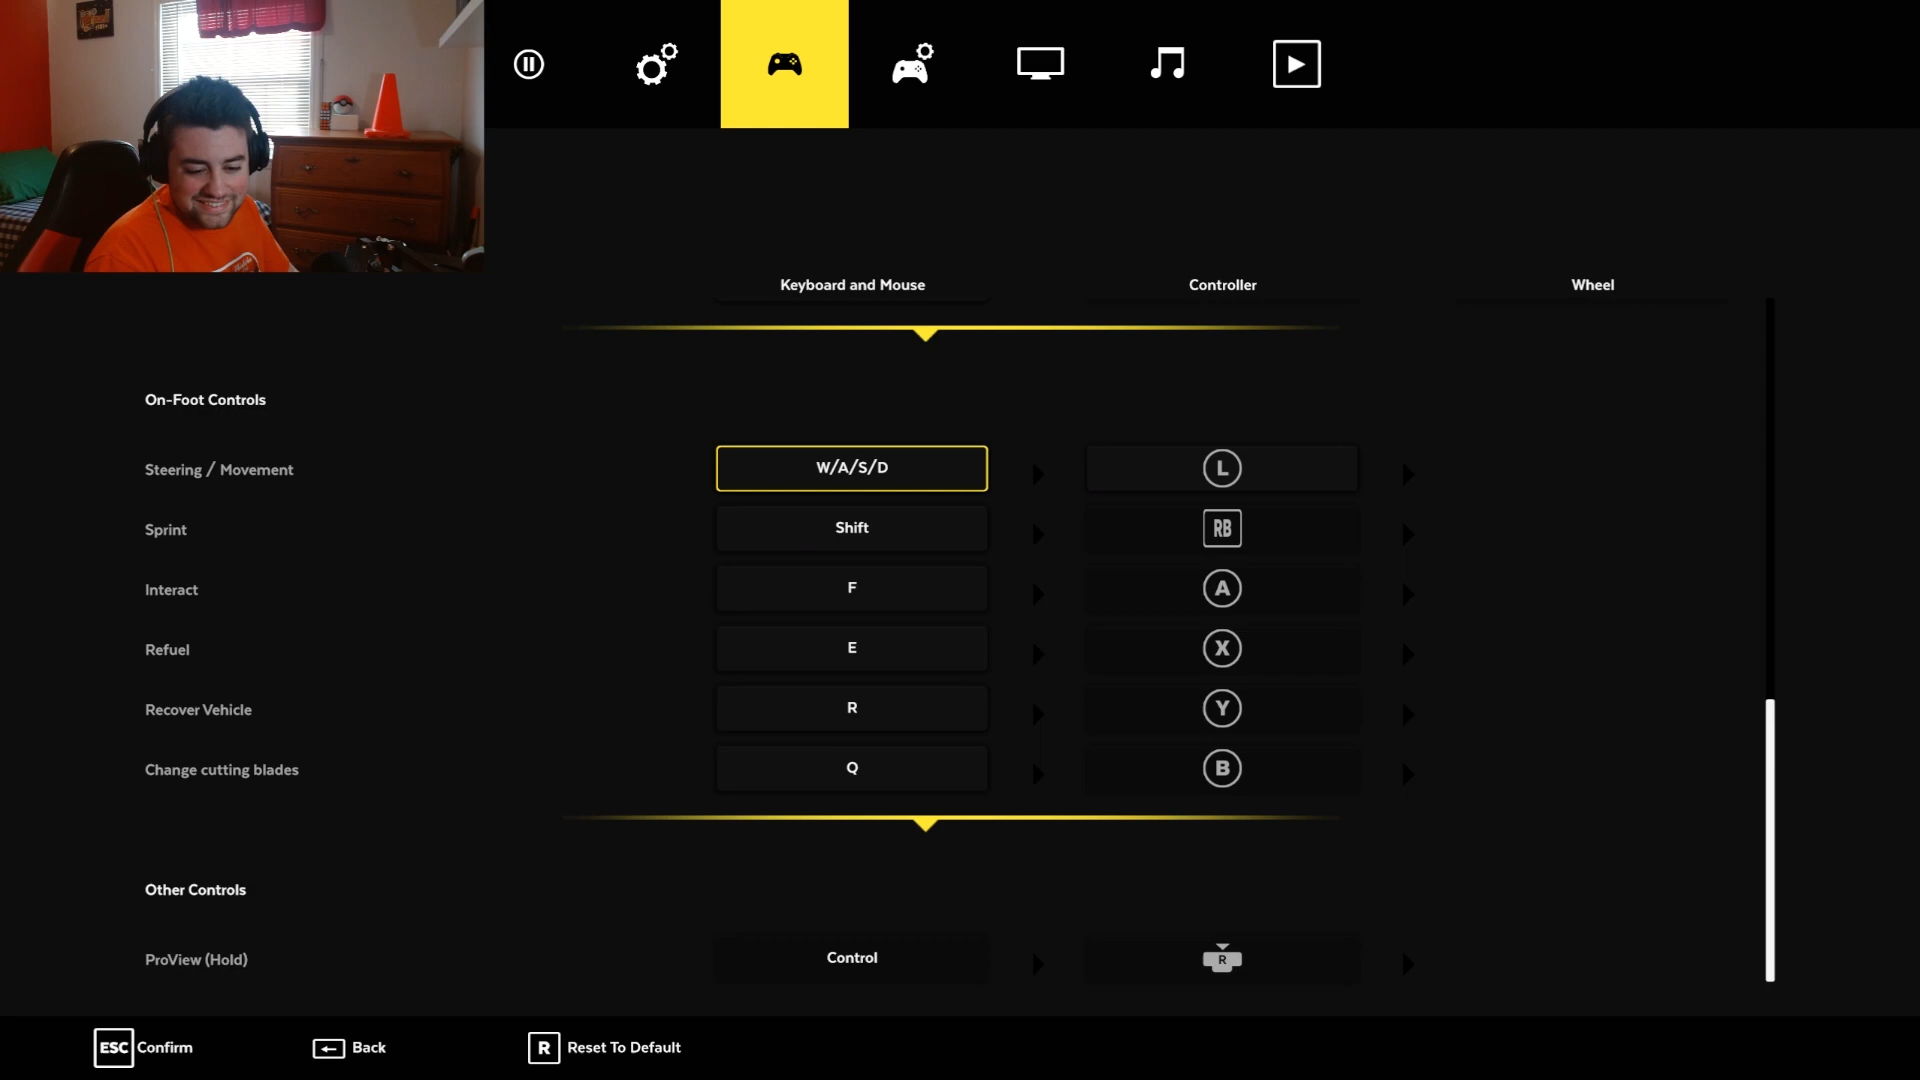 Keyboard and Mouse Controller Wheel
On-Foot Controls
Steering / Movement W/A/S/D L
Sprint Shift RB
Interact F A
Refuel E X
Recover Vehicle R Y
Change cutting blades Q B
Other Controls
ProView (Hold) Control R
ESC Confirm Back R Reset To Default